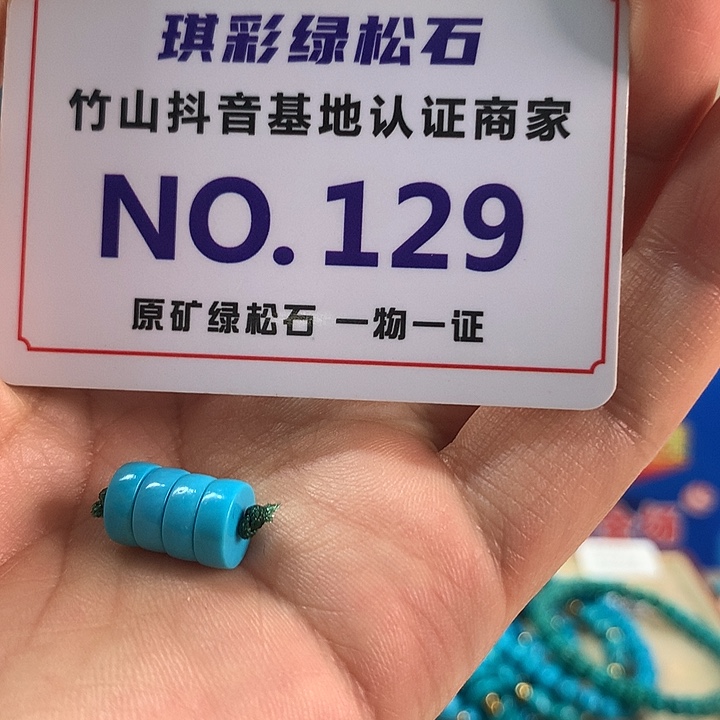 琪彩绿松石
竹山抖音基地认证商家
NO.129
原矿绿松石 一物一证